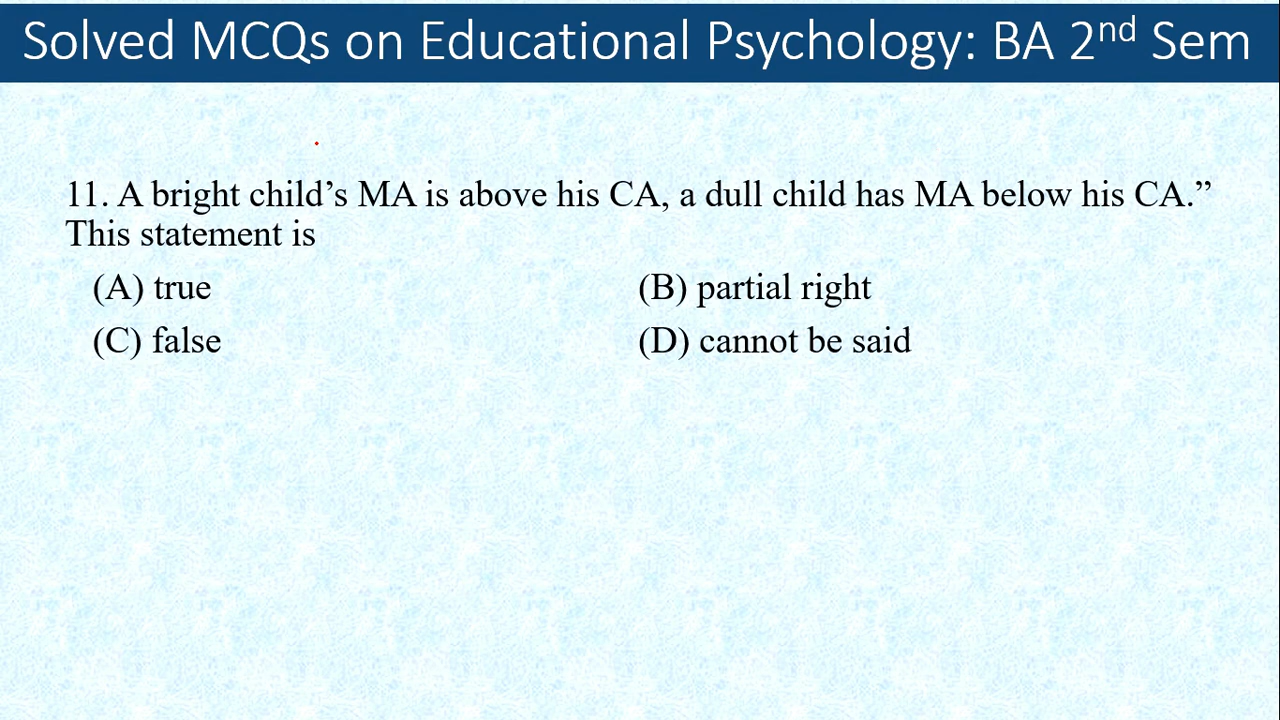 Solved MCQs on Educational Psychology: BA 2nd Sem
11. A bright child’s MA is above his CA, a dull child has MA below his CA.”
This statement is
(A) true (B) partial right
(C) false (D) cannot be said